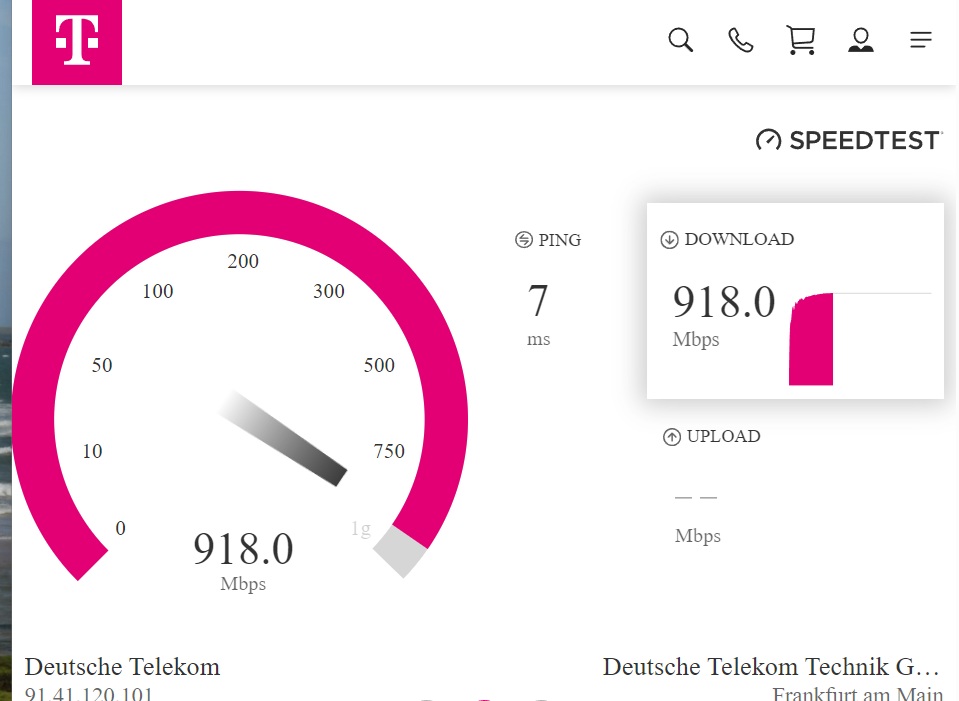 T
SPEEDTEST
PING
7
ms
DOWNLOAD
918.0
Mbps
UPLOAD
— —
Mbps
0
10
50
100
200
300
500
750
1g
918.0
Mbps
Deutsche Telekom
91.41.120.101
Deutsche Telekom Technik G…
Frankfurt am Main